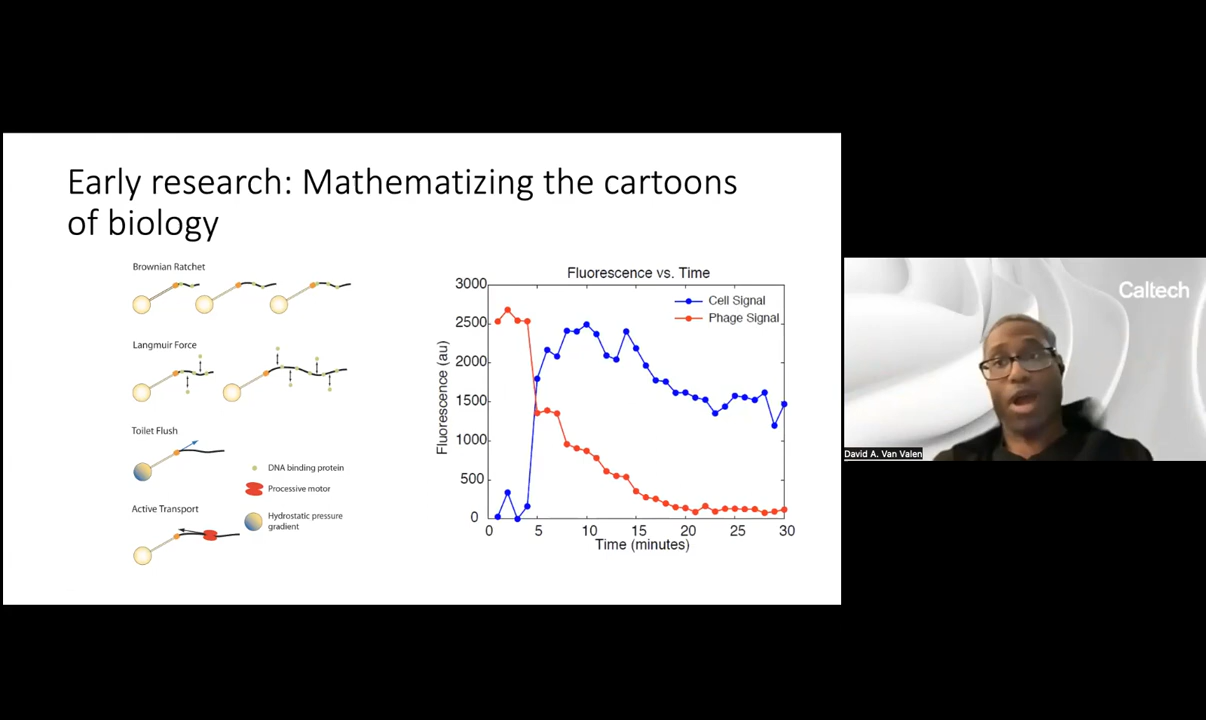 Early research: Mathematizing the cartoons
of biology
Brownian Ratchet
Langmuir Force
Toilet Flush
Active Transport
DNA binding protein
Processive motor
Hydrostatic pressure
gradient
Fluorescence vs. Time
Cell Signal
Phage Signal
Fluorescence (au)
3000
2500
2000
1500
1000
500
0
0
5
10
15
20
25
30
Time (minutes)
Caltech
David A. Van Valen